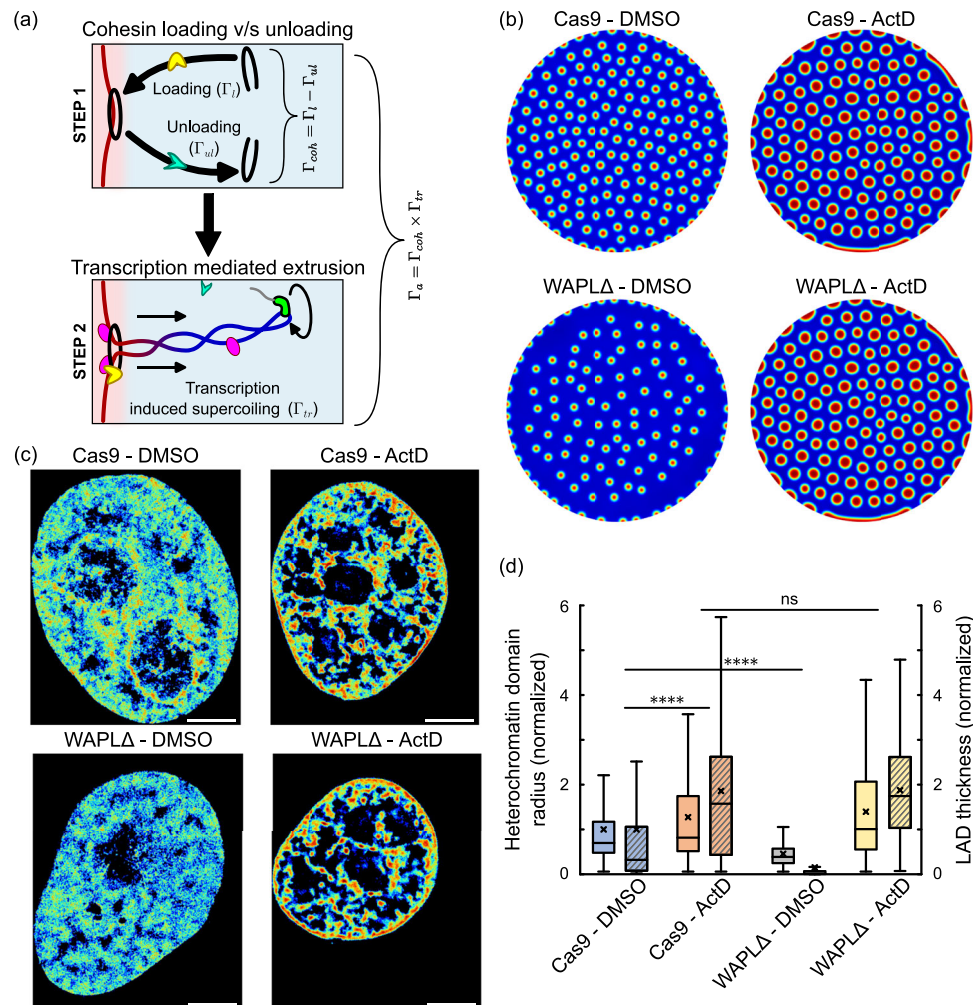 (a)
Cohesin loading v/s unloading
STEP 1
Loading (Γl)
Unloading
(Γul)
Γcoh = Γl − Γul
Γa = Γcoh × Γtr
Transcription mediated extrusion
STEP 2
Transcription
induced supercoiling (Γtr)
(b)
Cas9 - DMSO
Cas9 - ActD
WAPLΔ - DMSO
WAPLΔ - ActD
(c)
Cas9 - DMSO
Cas9 - ActD
WAPLΔ - DMSO
WAPLΔ - ActD
(d)
Heterochromatin domain
radius (normalized)
6
4
2
0
ns
****
****
6
4
2
0
LAD thickness (normalized)
Cas9 - DMSO
Cas9 - ActD
WAPLΔ - DMSO
WAPLΔ - ActD